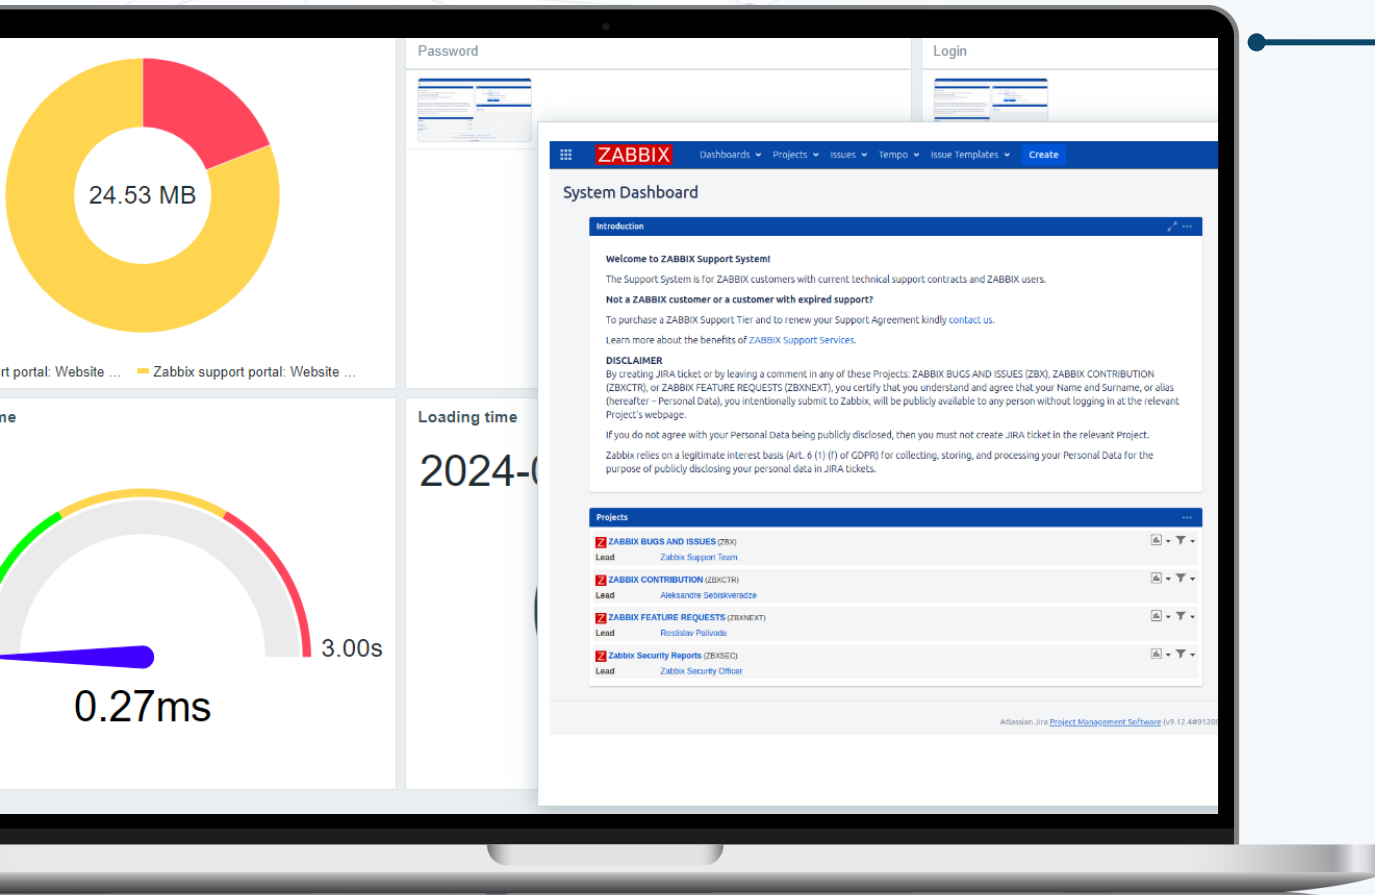 Password
Login
24.53 MB
rt portal: Website ...
Zabbix support portal: Website ...
me
3.00s
0.27ms
Loading time
2024-0
ZABBIX
Dashboards
Projects
Issues
Tempo
Issue Templates
Create
System Dashboard
Introduction
Welcome to ZABBIX Support System!
The Support System is for ZABBIX customers with current technical support contracts and ZABBIX users.
Not a ZABBIX customer or a customer with expired support?
To purchase a ZABBIX Support Tier and to renew your Support Agreement kindly contact us.
Learn more about the benefits of ZABBIX Support Services.
DISCLAIMER
By creating JIRA ticket or by leaving a comment in any of these Projects: ZABBIX BUGS AND ISSUES (ZBX), ZABBIX CONTRIBUTION
(ZBXCTR), or ZABBIX FEATURE REQUESTS (ZBXNEXT), you certify that you understand and agree that your Name and Surname, or alias
(hereafter – Personal Data), you intentionally submit to Zabbix, will be publicly available to any person without logging in at the relevant
Project's webpage.
If you do not agree with your Personal Data being publicly disclosed, then you must not create JIRA ticket in the relevant Project.
Zabbix relies on a legitimate interest basis (Art. 6 (1) (f) of GDPR) for collecting, storing, and processing your Personal Data for the
purpose of publicly disclosing your personal data in JIRA tickets.
Projects
Z ZABBIX BUGS AND ISSUES (ZBX)
Lead Zabbix Support Team
Z ZABBIX CONTRIBUTION (ZBXCTR)
Lead Aleksandre Sebiskveradze
Z ZABBIX FEATURE REQUESTS (ZBXNEXT)
Lead Rostislav Palivoda
Z Zabbix Security Reports (ZBXSEC)
Lead Zabbix Security Officer
Atlassian Jira Project Management Software (v9.12.4#91200